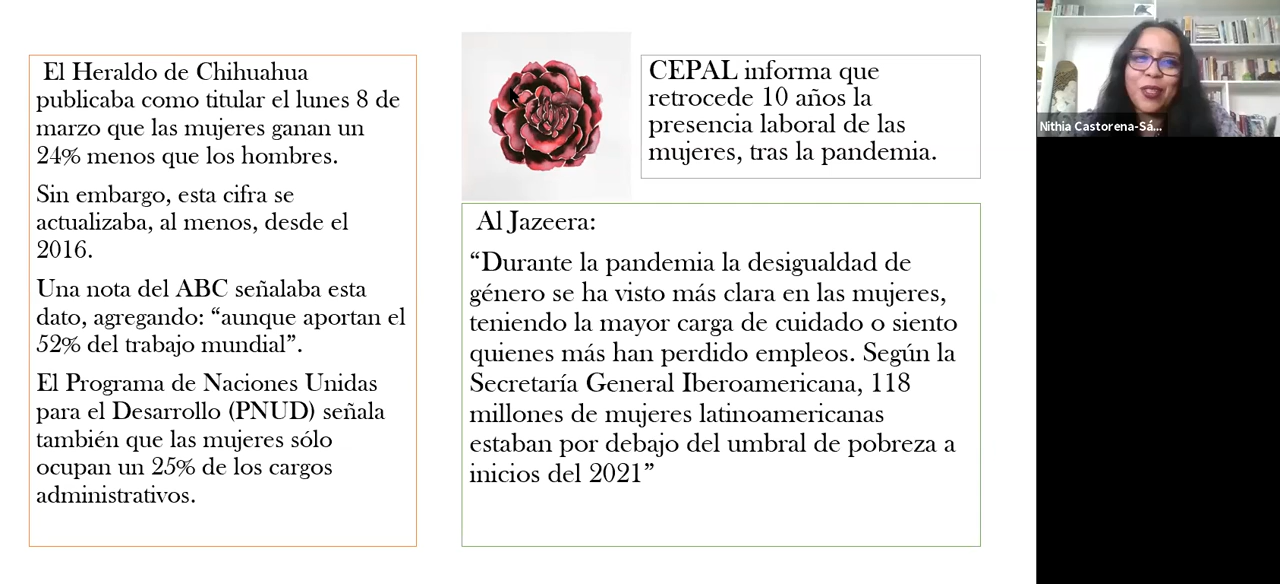 El Heraldo de Chihuahua
publicaba como titular el lunes 8 de
marzo que las mujeres ganan un
24% menos que los hombres.
Sin embargo, esta cifra se
actualizaba, al menos, desde el
2016.
Una nota del ABC señalaba esta
dato, agregando: “aunque aportan el
52% del trabajo mundial”.
El Programa de Naciones Unidas
para el Desarrollo (PNUD) señala
también que las mujeres sólo
ocupan un 25% de los cargos
administrativos.
CEPAL informa que
retrocede 10 años la
presencia laboral de las
mujeres, tras la pandemia.
Al Jazeera:
“Durante la pandemia la desigualdad de
género se ha visto más clara en las mujeres,
teniendo la mayor carga de cuidado o siento
quienes más han perdido empleos. Según la
Secretaría General Iberoamericana, 118
millones de mujeres latinoamericanas
estaban por debajo del umbral de pobreza a
inicios del 2021”
Nithia Castorena-Sá...